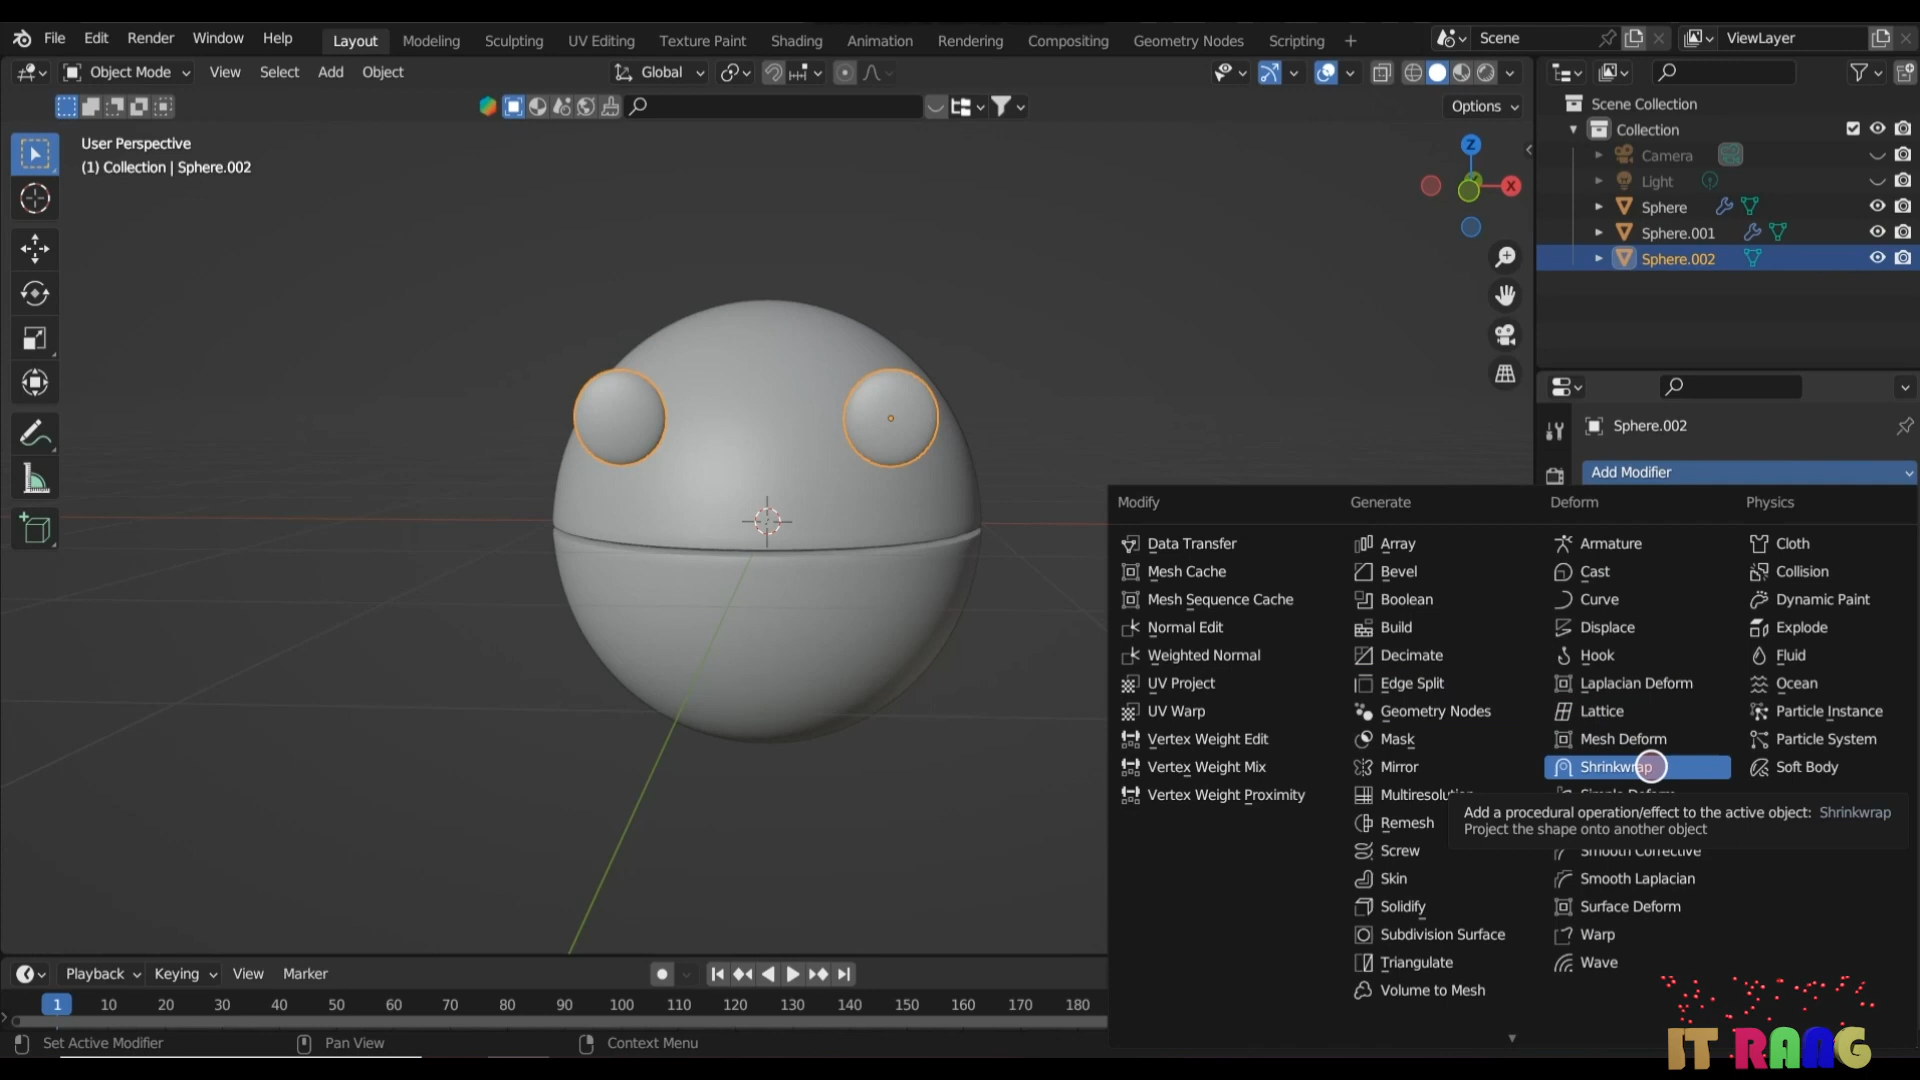 File Edit Render Window Help Layout Modeling Sculpting UV Editing Texture Paint Shading Animation Rendering Compositing Geometry Nodes Scripting + Scene ViewLayer
Object Mode View Select Add Object Global
Options
User Perspective
(1) Collection | Sphere.002
Z
X
Scene Collection
Collection
Camera
Light
Sphere
Sphere.001
Sphere.002
Sphere.002
Add Modifier
Modify Generate Deform Physics
Data Transfer Array Armature Cloth
Mesh Cache Bevel Cast Collision
Mesh Sequence Cache Boolean Curve Dynamic Paint
Normal Edit Build Displace Explode
Weighted Normal Decimate Hook Fluid
UV Project Edge Split Laplacian Deform Ocean
UV Warp Geometry Nodes Lattice Particle Instance
Vertex Weight Edit Mask Mesh Deform Particle System
Vertex Weight Mix Mirror Shrinkwrap Soft Body
Vertex Weight Proximity Multiresolution Simple Deform
Add a procedural operation/effect to the active object: Shrinkwrap
Project the shape onto another object
Remesh
Screw Smooth Corrective
Skin Smooth Laplacian
Solidify Surface Deform
Subdivision Surface Warp
Triangulate Wave
Volume to Mesh
Playback Keying View Marker
1 10 20 30 40 50 60 70 80 90 100 110 120 130 140 150 160 170 180
Set Active Modifier Pan View Context Menu
IT RANG